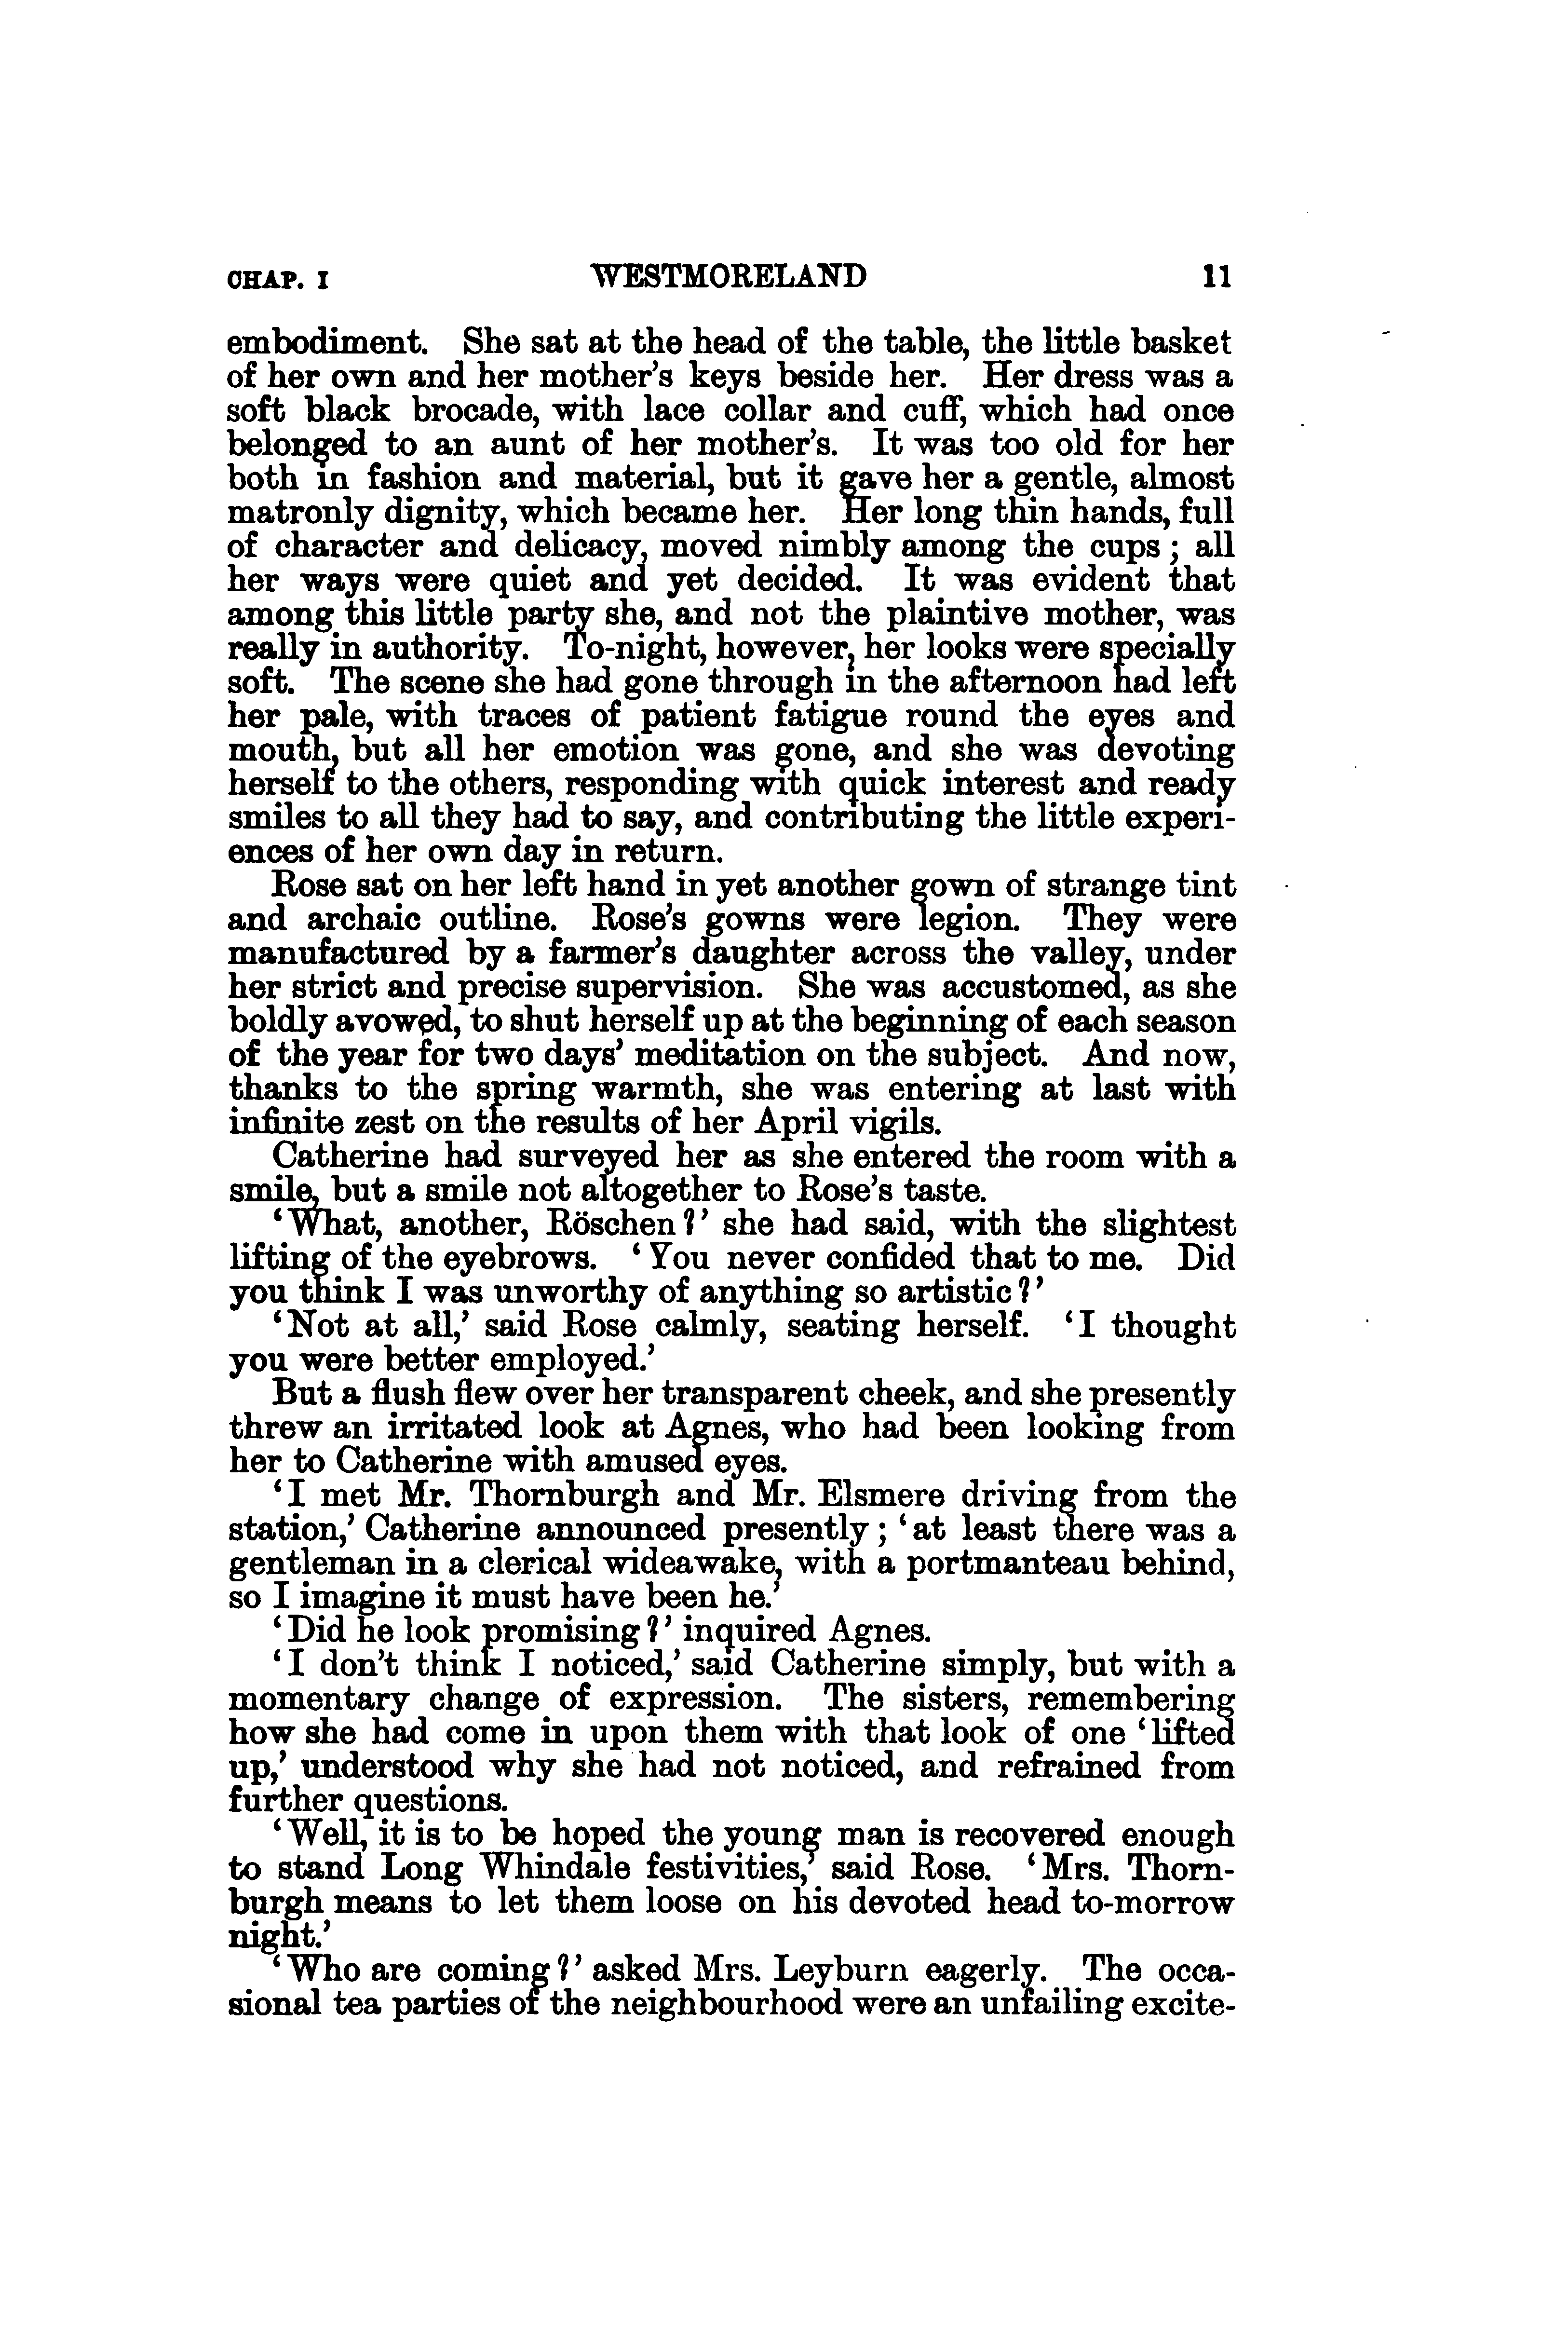 CHAP. I WESTMORELAND 11
embodiment. She sat at the head of the table, the little basket
of her own and her mother's keys beside her. Her dress was a
soft black brocade, with lace collar and cuff, which had once
belonged to an aunt of her mother's. It was too old for her
both in fashion and material, but it gave her a gentle, almost
matronly dignity, which became her. Her long thin hands, full
of character and delicacy, moved nimbly among the cups; all
her ways were quiet and yet decided. It was evident that
among this little party she, and not the plaintive mother, was
really in authority. To-night, however, her looks were specially
soft. The scene she had gone through in the afternoon had left
her pale, with traces of patient fatigue round the eyes and
mouth, but all her emotion was gone, and she was devoting
herself to the others, responding with quick interest and ready
smiles to all they had to say, and contributing the little experi-
ences of her own day in return.
Rose sat on her left hand in yet another gown of strange tint
and archaic outline. Rose's gowns were legion. They were
manufactured by a farmer's daughter across the valley, under
her strict and precise supervision. She was accustomed, as she
boldly avowed, to shut herself up at the beginning of each season
of the year for two days' meditation on the subject. And now,
thanks to the spring warmth, she was entering at last with
infinite zest on the results of her April vigils.
Catherine had surveyed her as she entered the room with a
smile, but a smile not altogether to Rose's taste.
'What, another, Röschen?' she had said, with the slightest
lifting of the eyebrows. 'You never confided that to me. Did
you think I was unworthy of anything so artistic?'
'Not at all,' said Rose calmly, seating herself. 'I thought
you were better employed.'
But a flush flew over her transparent cheek, and she presently
threw an irritated look at Agnes, who had been looking from
her to Catherine with amused eyes.
'I met Mr. Thornburgh and Mr. Elsmere driving from the
station,' Catherine announced presently; 'at least there was a
gentleman in a clerical wideawake, with a portmanteau behind,
so I imagine it must have been he.'
'Did he look promising?' inquired Agnes.
'I don't think I noticed,' said Catherine simply, but with a
momentary change of expression. The sisters, remembering
how she had come in upon them with that look of one 'lifted
up,' understood why she had not noticed, and refrained from
further questions.
'Well, it is to be hoped the young man is recovered enough
to stand Long Whindale festivities,' said Rose. 'Mrs. Thorn-
burgh means to let them loose on his devoted head to-morrow
night.'
'Who are coming?' asked Mrs. Leyburn eagerly. The occa-
sional tea parties of the neighbourhood were an unfailing excite-